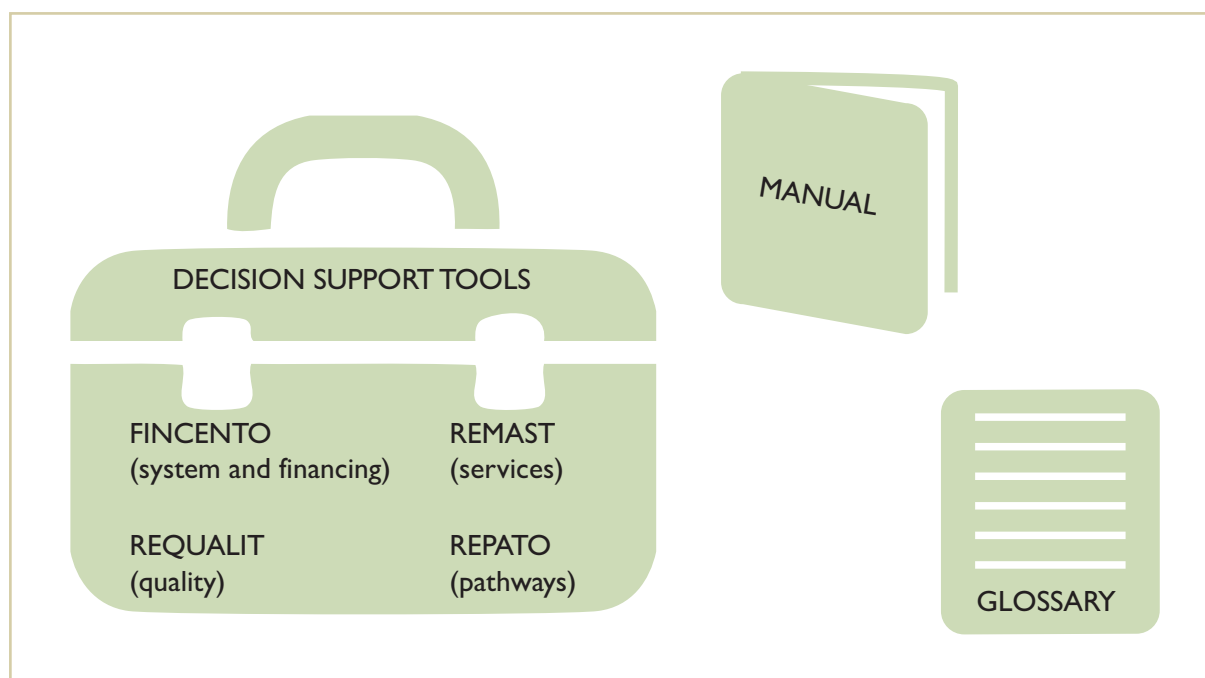 MANUAL
DECISION SUPPORT TOOLS
FINCENTO
(system and financing)
REMAST
(services)
REQUALIT
(quality)
REPATO
(pathways)
GLOSSARY